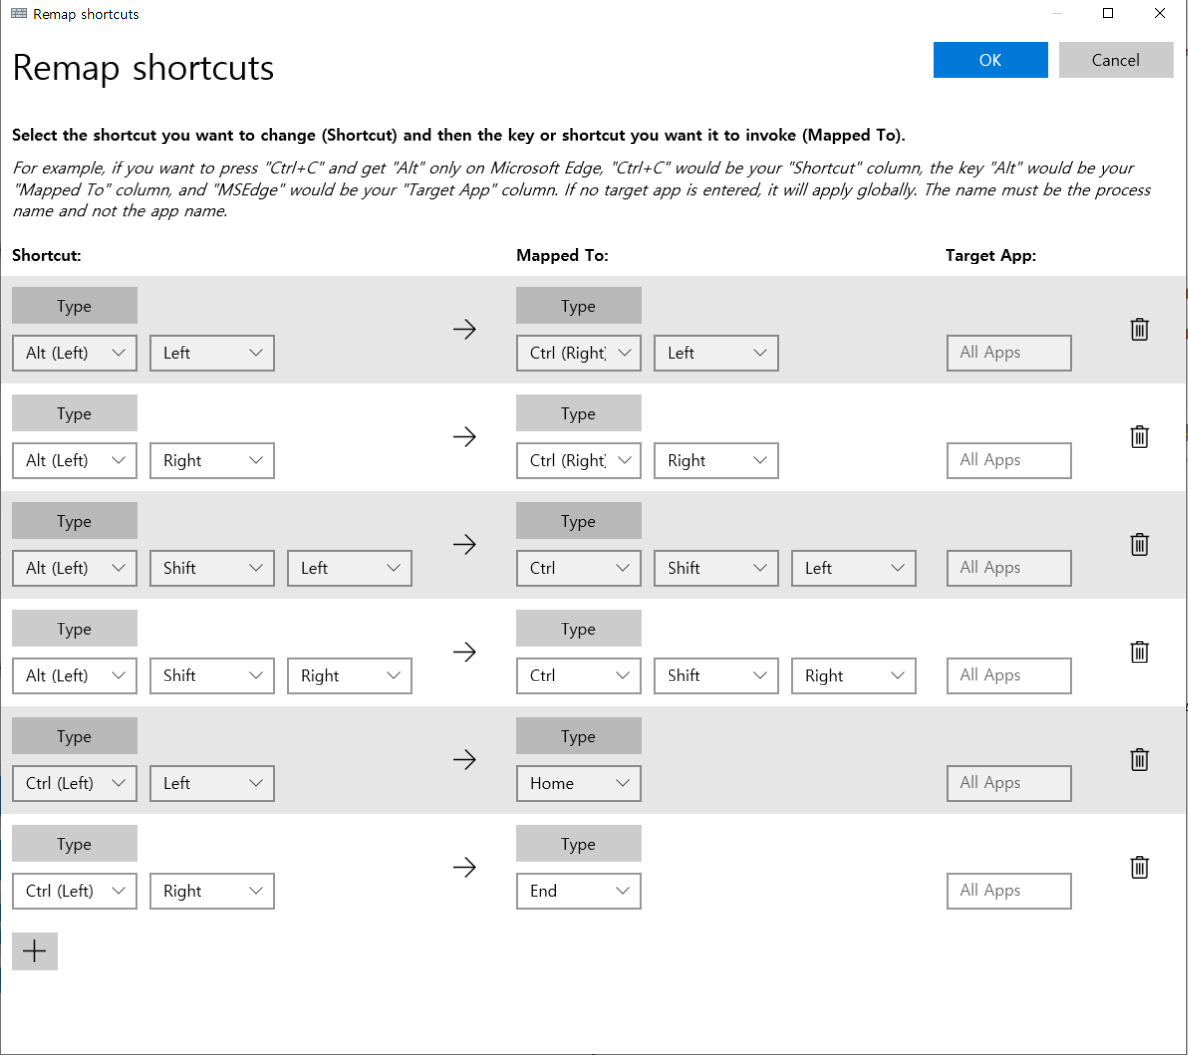 Remap shortcuts
Remap shortcuts
OK
Cancel
Select the shortcut you want to change (Shortcut) and then the key or shortcut you want it to invoke (Mapped To).
For example, if you want to press "Ctrl+C" and get "Alt" only on Microsoft Edge, "Ctrl+C" would be your "Shortcut" column, the key "Alt" would be your
"Mapped To" column, and "MSEdge" would be your "Target App" column. If no target app is entered, it will apply globally. The name must be the process
name and not the app name.
Shortcut: Mapped To: Target App:
Type Type
Alt (Left) Left Ctrl (Right) Left All Apps
Type Type
Alt (Left) Right Ctrl (Right) Right All Apps
Type Type
Alt (Left) Shift Left Ctrl Shift Left All Apps
Type Type
Alt (Left) Shift Right Ctrl Shift Right All Apps
Type Type
Ctrl (Left) Left Home All Apps
Type Type
Ctrl (Left) Right End All Apps